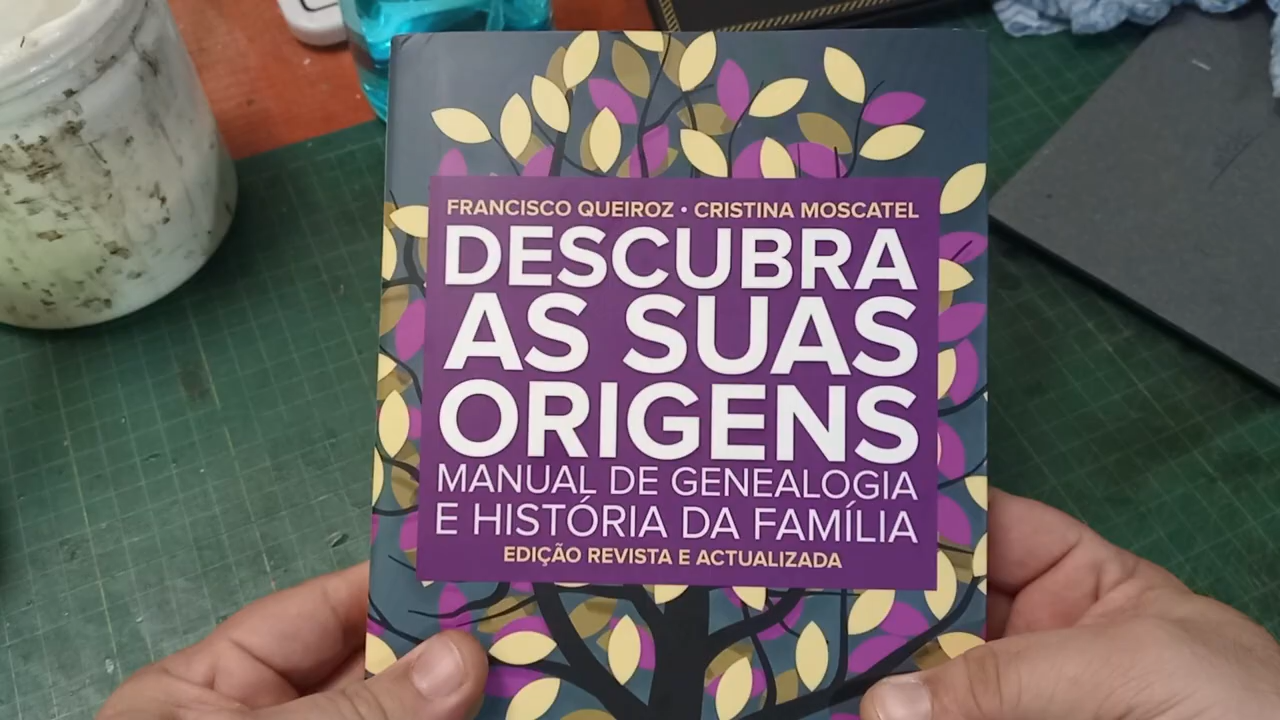 FRANCISCO QUEIROZ • CRISTINA MOSCATEL
DESCUBRA
AS SUAS
ORIGENS
MANUAL DE GENEALOGIA
E HISTÓRIA DA FAMÍLIA
EDIÇÃO REVISTA E ACTUALIZADA